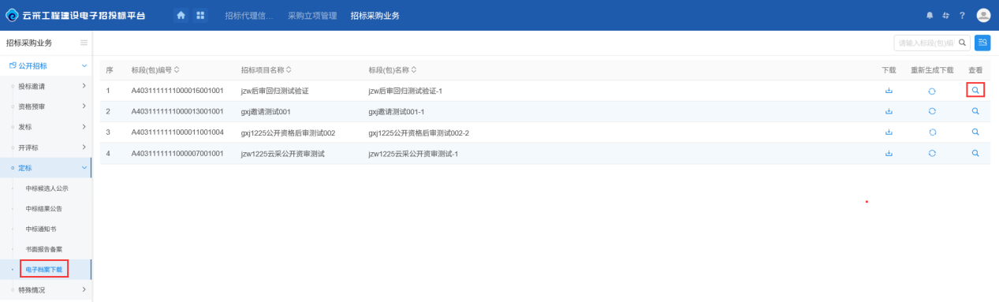 云采工程建设电子招投标平台 招标代理信... 采购立项管理 招标采购业务 ?
招标采购业务 请输入标段(包)编
公开招标
序 标段(包)编号 招标项目名称 标段(包)名称 下载 重新生成下载 查看
投标邀请
1 A4031111111000016001001 jzw后审回归测试验证 jzw后审回归测试验证-1
资格预审
2 A4031111111000013001001 gxj邀请测试001 gxj邀请测试001-1
发标
3 A4031111111000011001004 gxj1225公开资格后审测试002 gxj1225公开资格后审测试002-2
开评标
4 A4031111111000007001001 jzw1225云采公开资审测试 jzw1225云采公开资审测试-1
定标
中标候选人公示
中标结果公告
中标通知书
书面报告备案
电子档案下载
特殊情况